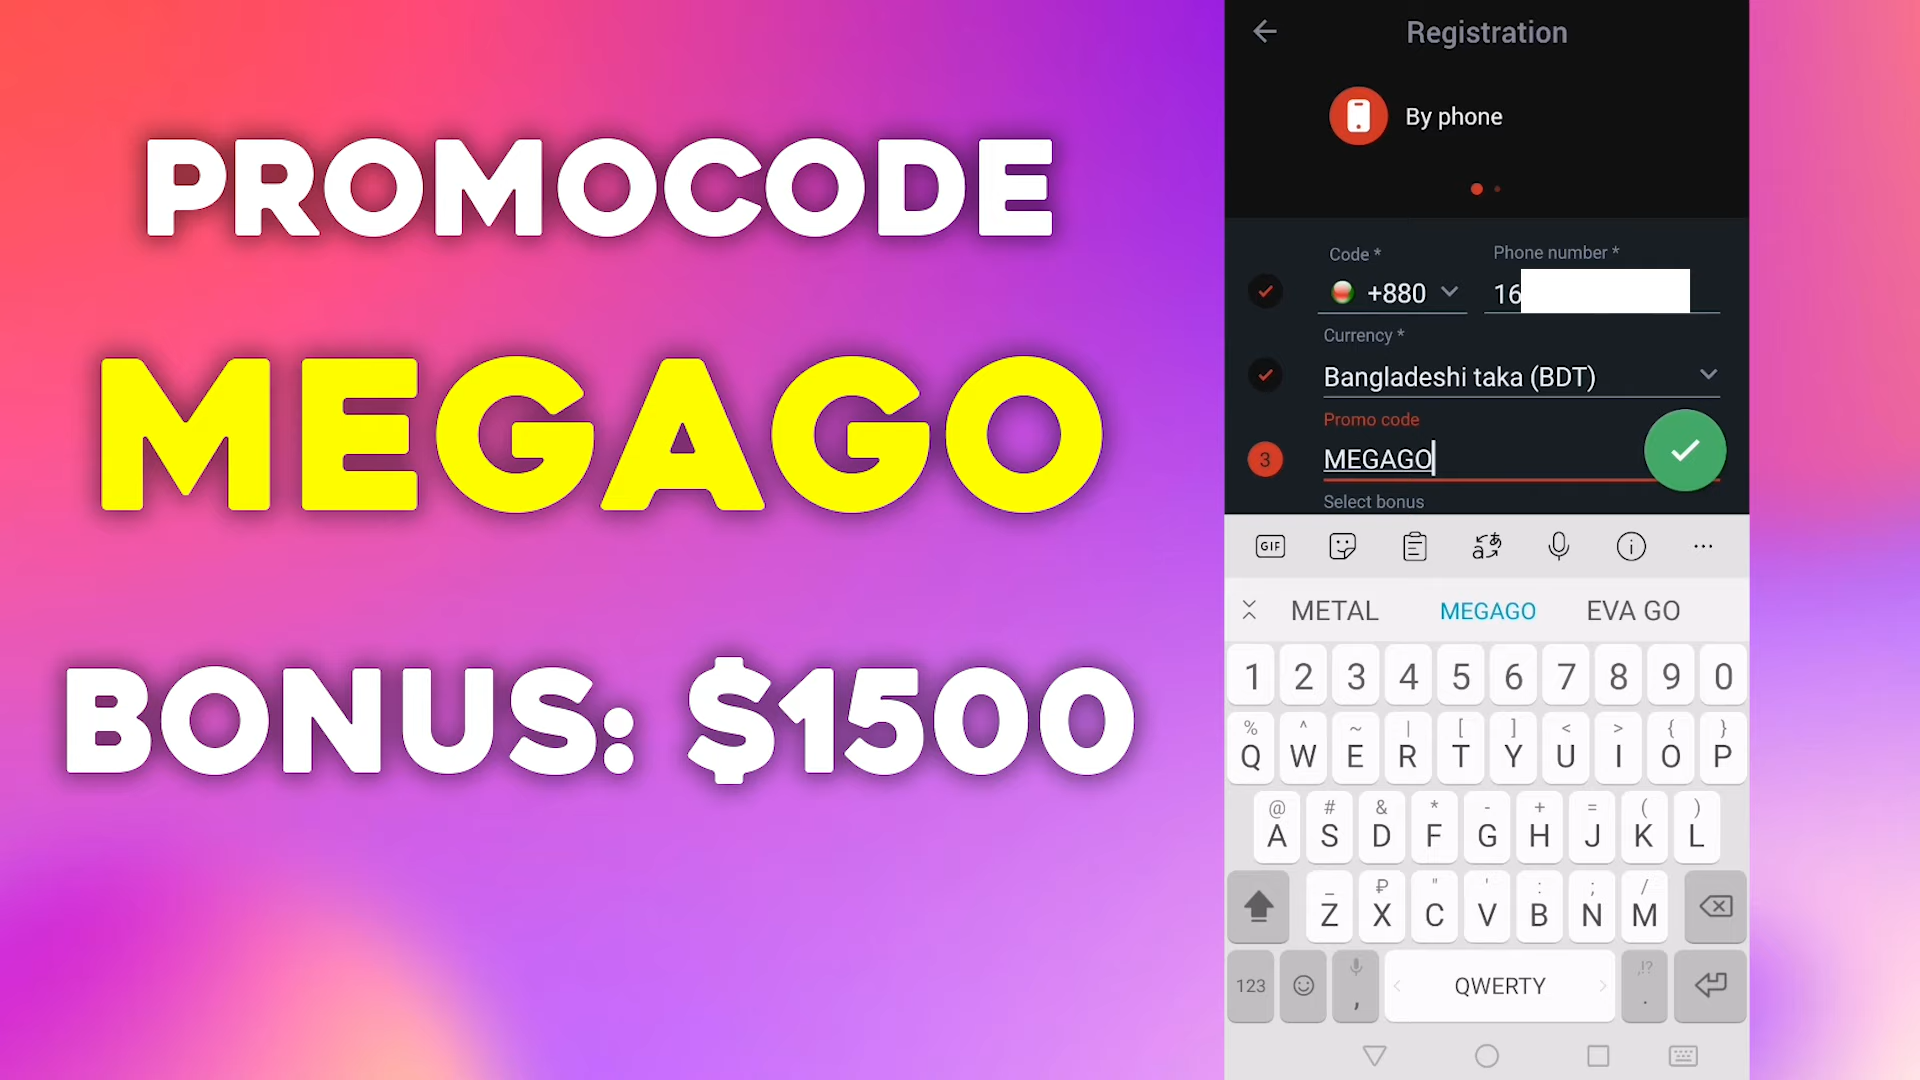 PROMOCODE
MEGAGO
BONUS: $1500
Registration
By phone
Code * Phone number *
+880 16
Currency *
Bangladeshi taka (BDT)
Promo code
3 MEGAGO
Select bonus
GIF
METAL MEGAGO EVA GO
1 2 3 4 5 6 7 8 9 0
% ^ ~ | [ ] < > { }
Q W E R T Y U I O P
@ # & * - + = ( )
A S D F G H J K L
_ ₽ " ' : ; /
Z X C V B N M
,!?
123 , QWERTY .